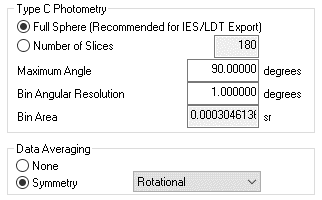 Type C Photometry
Full Sphere (Recommended for IES/LDT Export)
Number of Slices 180
Maximum Angle 90.00000 degrees
Bin Angular Resolution 1.000000 degrees
Bin Area 0.0003046136 sr
Data Averaging
None
Symmetry Rotational